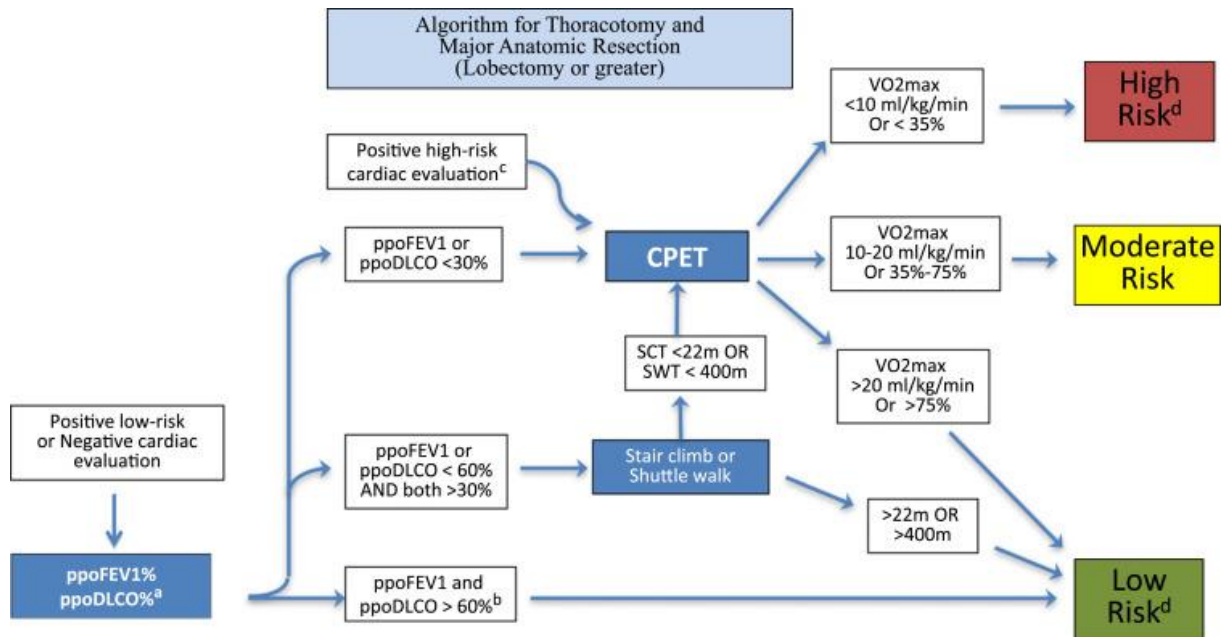 Algorithm for Thoracotomy and
Major Anatomic Resection
(Lobectomy or greater)
VO2max
<10 ml/kg/min
Or < 35%
High
Riskᵈ
Positive high-risk
cardiac evaluationᶜ
ppoFEV1 or
ppoDLCO <30%
CPET
VO2max
10-20 ml/kg/min
Or 35%-75%
Moderate
Risk
SCT <22m OR
SWT < 400m
VO2max
>20 ml/kg/min
Or >75%
Positive low-risk
or Negative cardiac
evaluation
ppoFEV1 or
ppoDLCO < 60%
AND both >30%
Stair climb or
Shuttle walk
>22m OR
>400m
ppoFEV1%
ppoDLCO%ᵃ
ppoFEV1 and
ppoDLCO > 60%ᵇ
Low
Riskᵈ